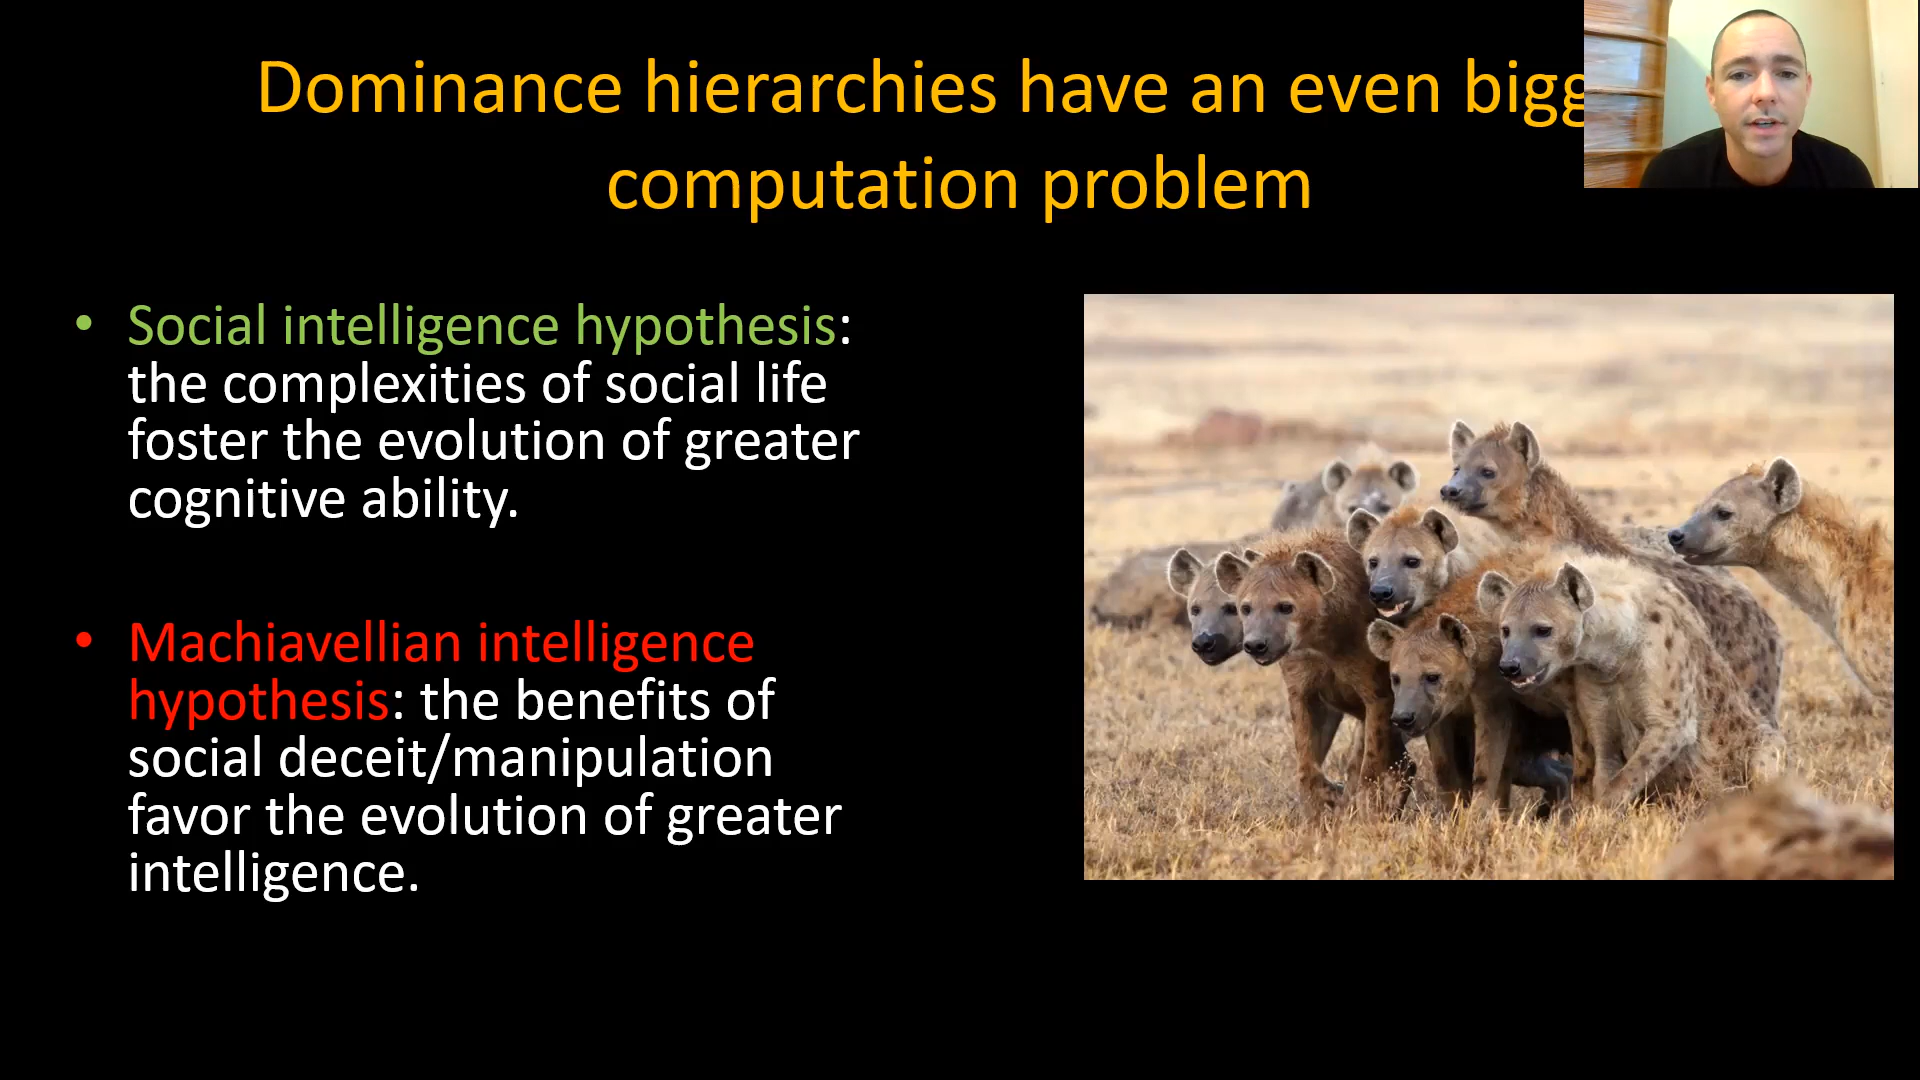 Dominance hierarchies have an even bigg
computation problem
• Social intelligence hypothesis:
the complexities of social life
foster the evolution of greater
cognitive ability.
• Machiavellian intelligence
hypothesis: the benefits of
social deceit/manipulation
favor the evolution of greater
intelligence.